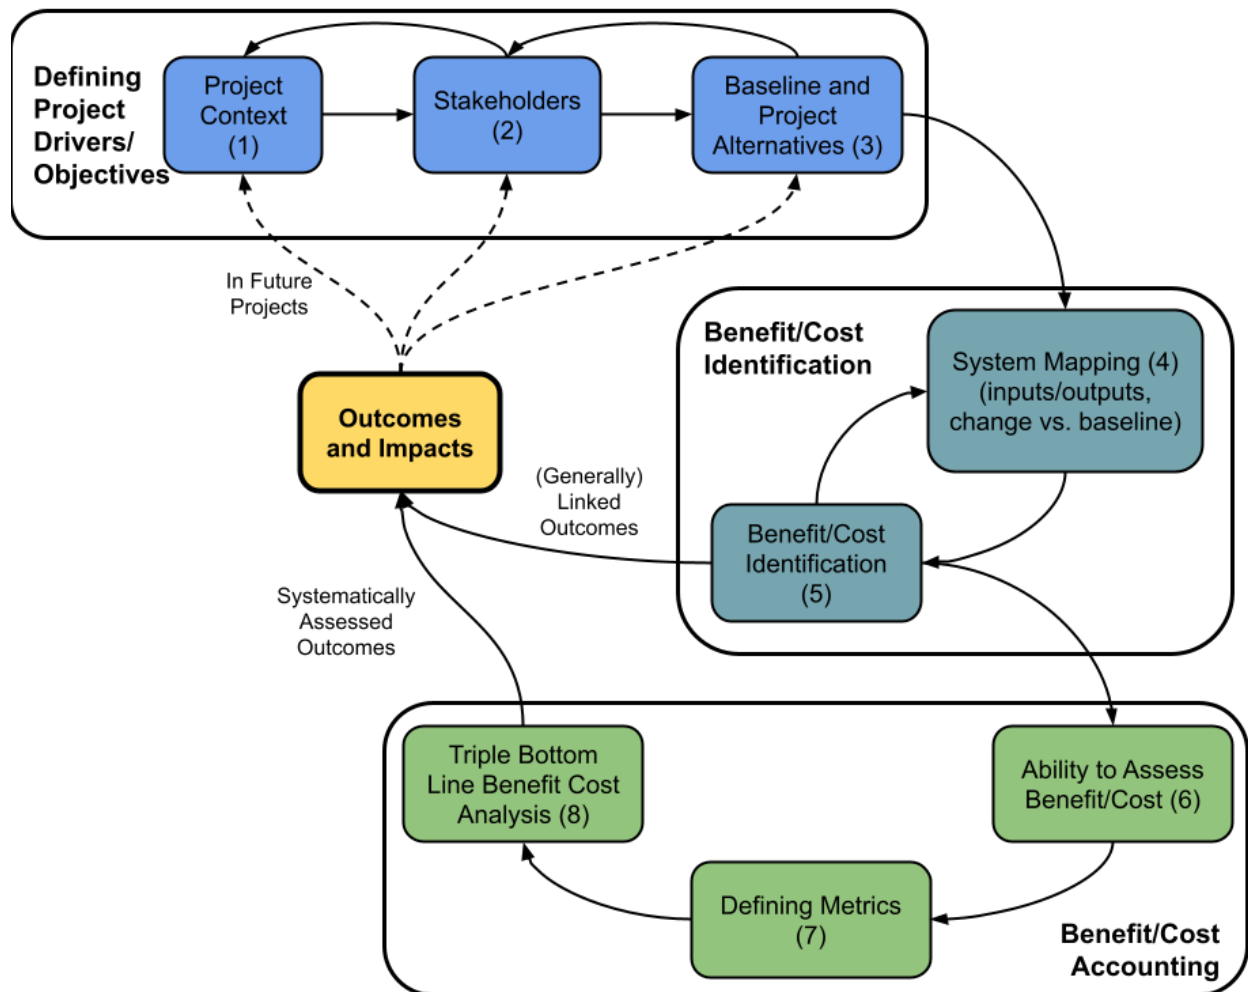 Defining
Project
Drivers/
Objectives
Project
Context
(1)
Stakeholders
(2)
Baseline and
Project
Alternatives (3)
In Future
Projects
Benefit/Cost
Identification
System Mapping (4)
(inputs/outputs,
change vs. baseline)
Outcomes
and Impacts
(Generally)
Linked
Outcomes
Benefit/Cost
Identification
(5)
Systematically
Assessed
Outcomes
Triple Bottom
Line Benefit Cost
Analysis (8)
Ability to Assess
Benefit/Cost (6)
Defining Metrics
(7)
Benefit/Cost
Accounting